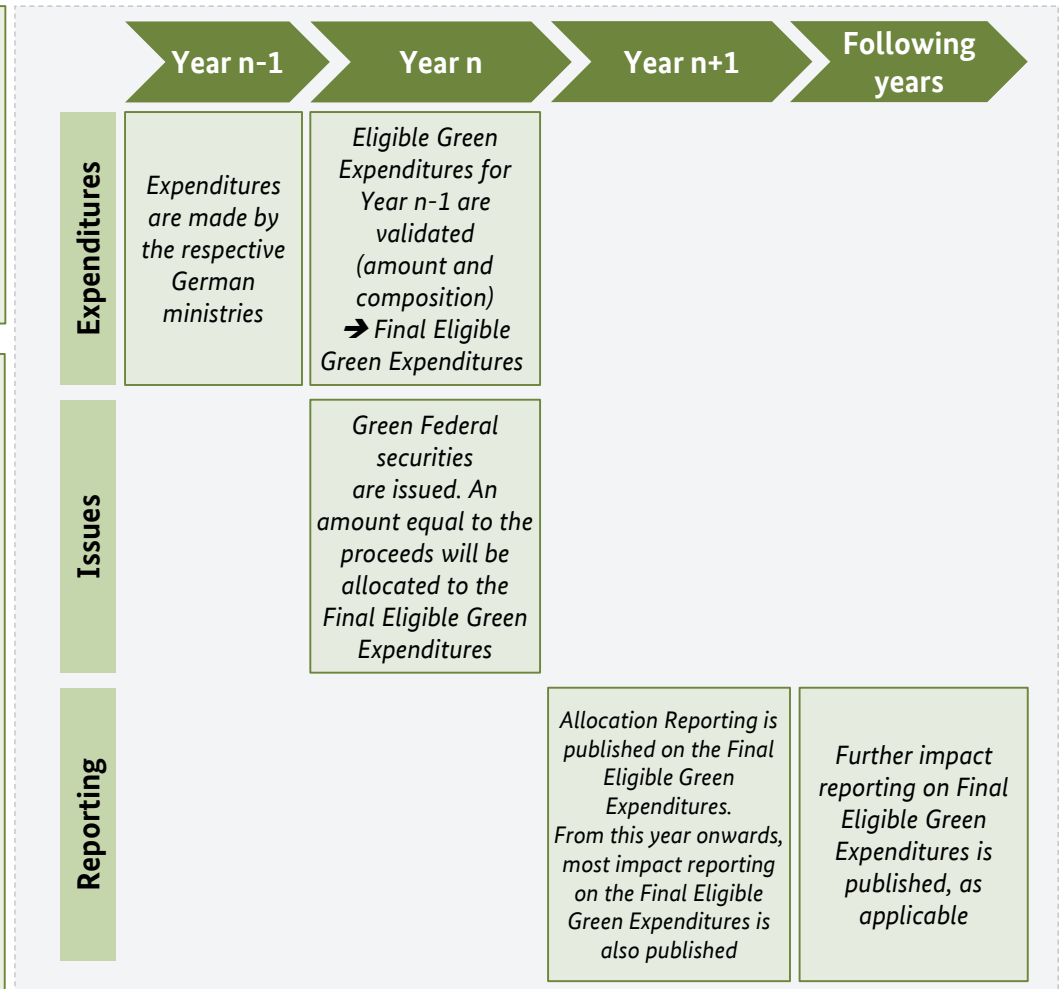 Year n-1
Year n
Year n+1
Following
years
Expenditures
Expenditures
are made by
the respective
German
ministries
Eligible Green
Expenditures for
Year n-1 are
validated
(amount and
composition)
➔ Final Eligible
Green Expenditures
Issues
Green Federal
securities
are issued. An
amount equal to the
proceeds will be
allocated to the
Final Eligible Green
Expenditures
Reporting
Allocation Reporting is
published on the Final
Eligible Green
Expenditures.
From this year onwards,
most impact reporting
on the Final Eligible
Green Expenditures is
also published
Further impact
reporting on Final
Eligible Green
Expenditures is
published, as
applicable